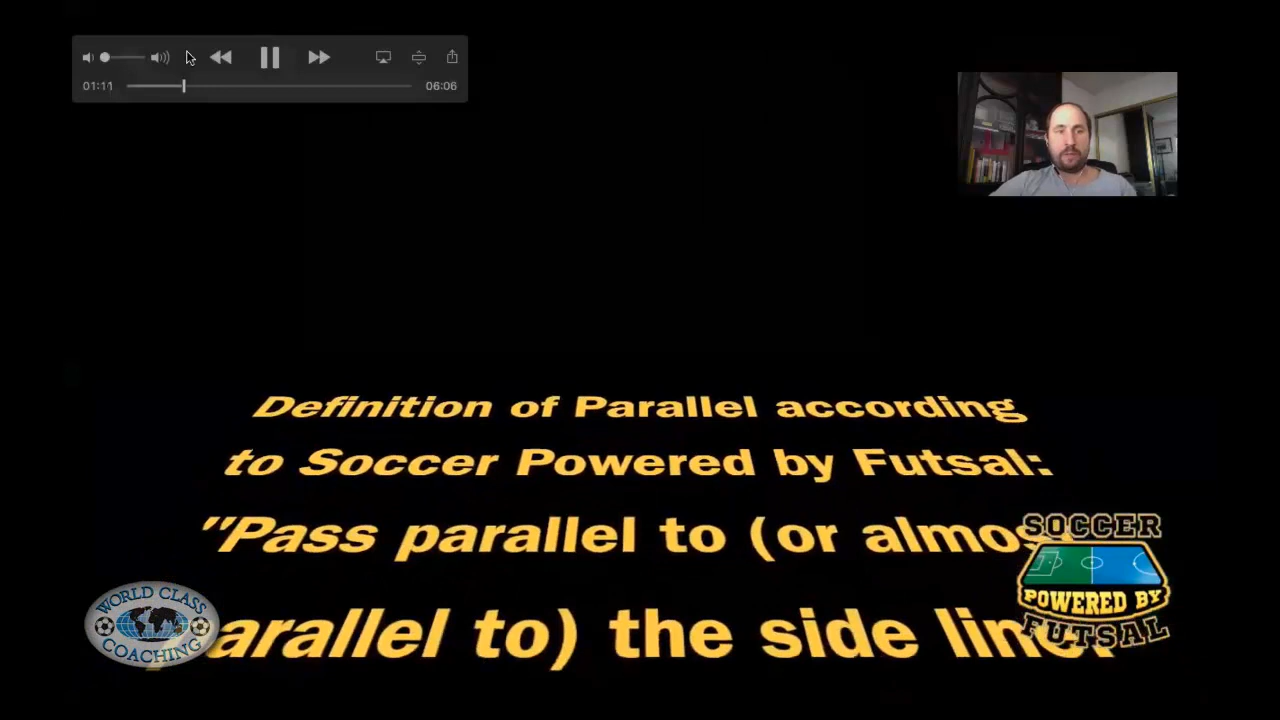 01:11
06:06
Definition of Parallel according
to Soccer Powered by Futsal:
"Pass parallel to (or almos
arallel to) the side line.
SOCCER
POWERED BY
FUTSAL
WORLD CLASS
COACHING